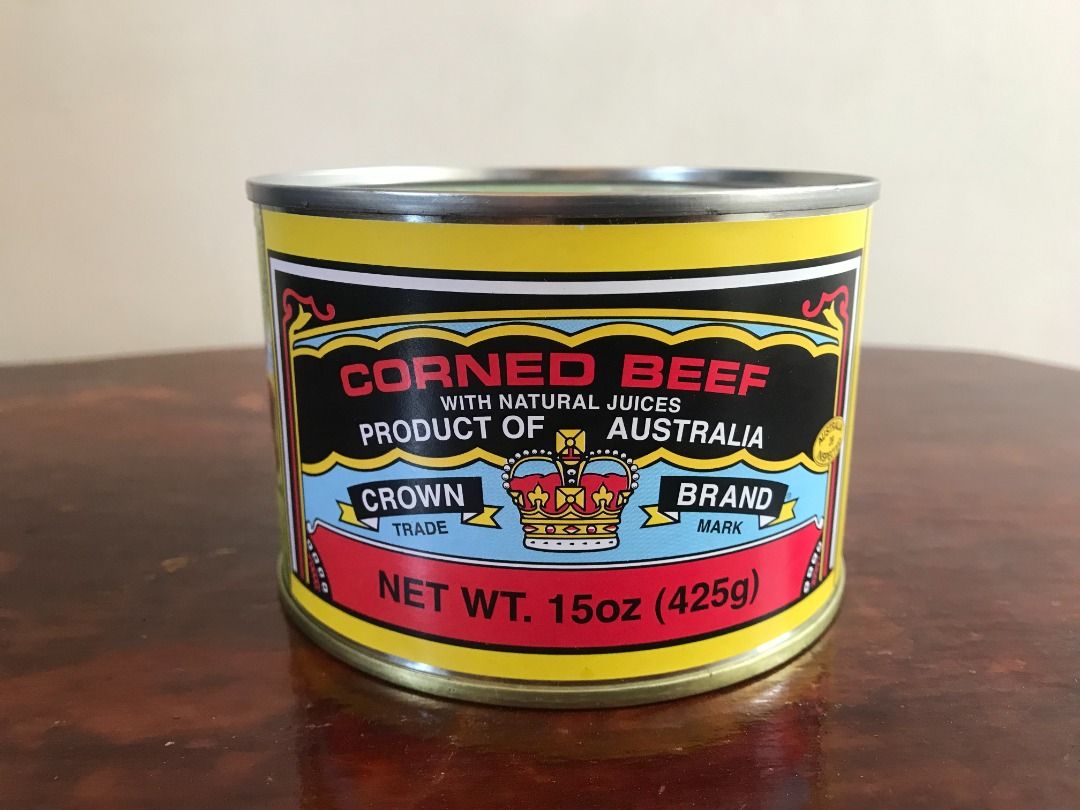 CORNED BEEF
WITH NATURAL JUICES
PRODUCT OF AUSTRALIA
CROWN BRAND
TRADE MARK
NET WT. 15oz (425g)